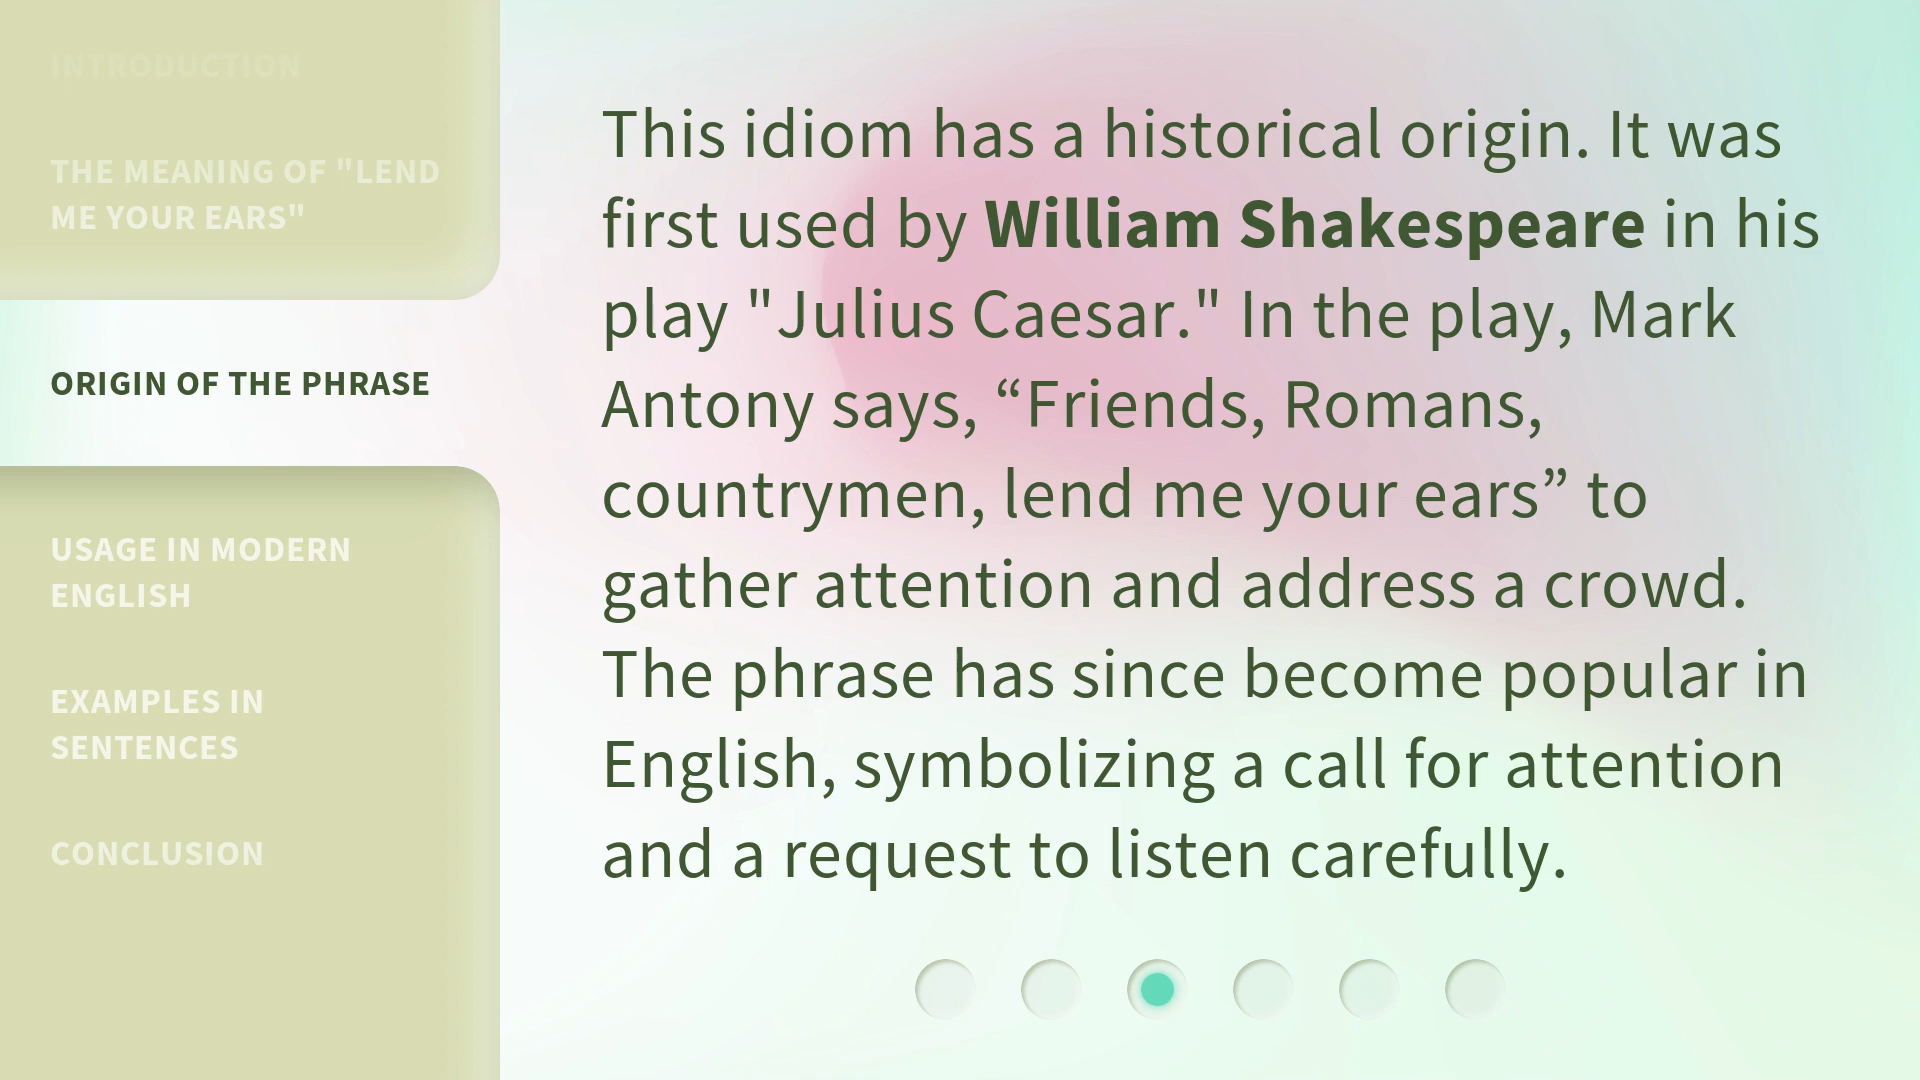 INTRODUCTION
THE MEANING OF "LEND
ME YOUR EARS"
ORIGIN OF THE PHRASE
USAGE IN MODERN
ENGLISH
EXAMPLES IN
SENTENCES
CONCLUSION
This idiom has a historical origin. It was
first used by William Shakespeare in his
play "Julius Caesar." In the play, Mark
Antony says, “Friends, Romans,
countrymen, lend me your ears” to
gather attention and address a crowd.
The phrase has since become popular in
English, symbolizing a call for attention
and a request to listen carefully.